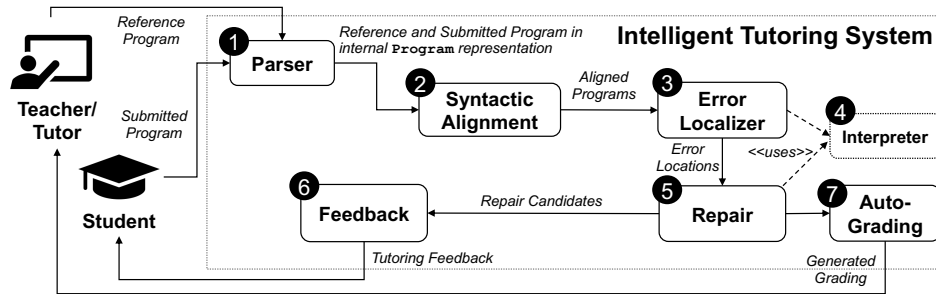 Reference
Program
Reference and Submitted Program in
internal Program representation
Intelligent Tutoring System
1
Parser
Teacher/
Tutor
Submitted
Program
2
Syntactic
Alignment
Aligned
Programs
3
Error
Localizer
4
Interpreter
<<uses>>
Error
Locations
Student
6
Feedback
Repair Candidates
5
Repair
7
Auto-
Grading
Tutoring Feedback
Generated
Grading